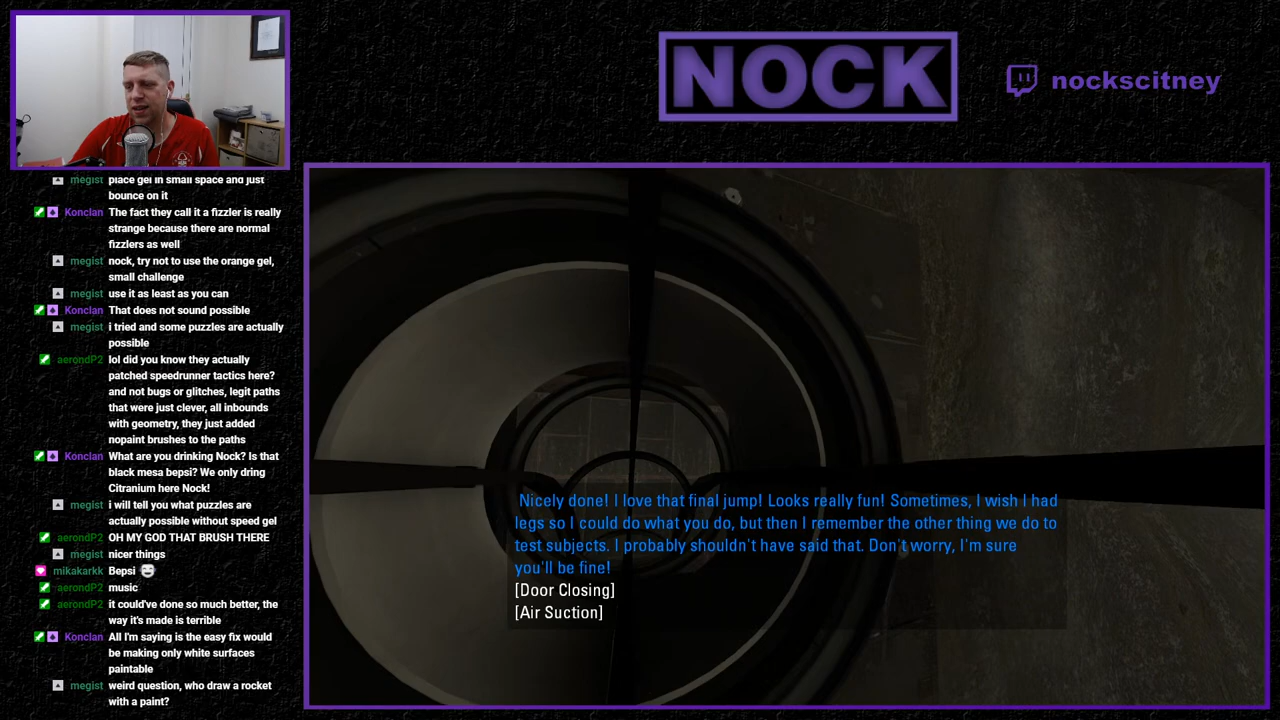 NOCK
nockscitney
megist place gel in small space and just
bounce on it
Konclan The fact they call it a fizzler is really
strange because there are normal
fizzlers as well
megist nock, try not to use the orange gel,
small challenge
megist use it as least as you can
Konclan That does not sound possible
megist i tried and some puzzles are actually
possible
aerondP2 lol did you know they actually
patched speedrunner tactics here?
and not bugs or glitches, legit paths
that were just clever, all inbounds
with geometry, they just added
nopaint brushes to the paths
Konclan What are you drinking Nock? Is that
black mesa bepsi? We only dring
Citranium here Nock!
megist i will tell you what puzzles are
actually possible without speed gel
aerondP2 OH MY GOD THAT BRUSH THERE
megist nicer things
mikakarkk Bepsi
aerondP2 music
aerondP2 it could've done so much better, the
way it's made is terrible
Konclan All I'm saying is the easy fix would
be making only white surfaces
paintable
megist weird question, who draw a rocket
with a paint?
Nicely done! I love that final jump! Looks really fun! Sometimes, I wish I had
legs so I could do what you do, but then I remember the other thing we do to
test subjects. I probably shouldn't have said that. Don't worry, I'm sure
you'll be fine!
[Door Closing]
[Air Suction]